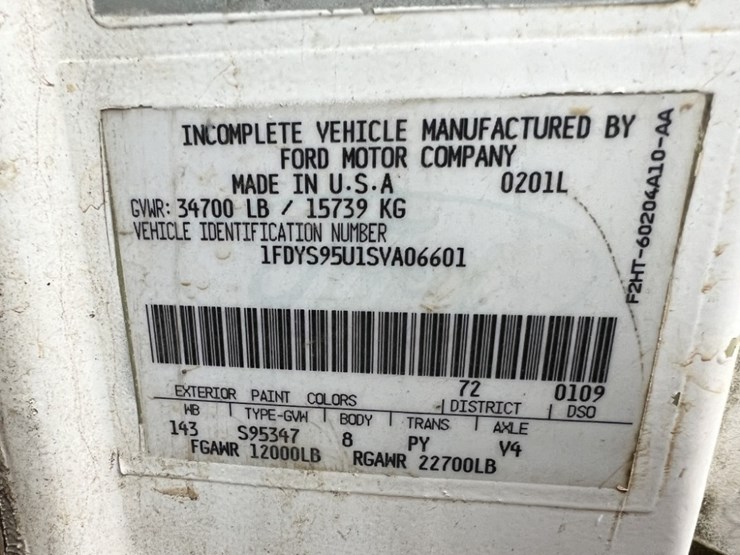 INCOMPLETE VEHICLE MANUFACTURED BY
FORD MOTOR COMPANY
MADE IN U.S.A 0201L
GVWR: 34700 LB / 15739 KG
VEHICLE IDENTIFICATION NUMBER
1FDYS95U1SVA06601
F2HT-60204A10-AA
72 0109
EXTERIOR PAINT COLORS DISTRICT DSO
WB TYPE-GVW BODY TRANS AXLE
143 S95347 8 PY V4
FGAWR 12000LB RGAWR 22700LB